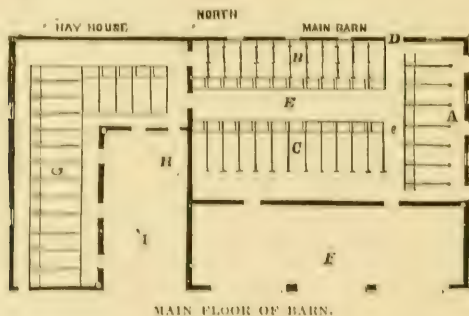 NORTH
HAY HOUSE MAIN BARN
D
H
E A
C e
G H
I F
MAIN FLOOR OF BARN.